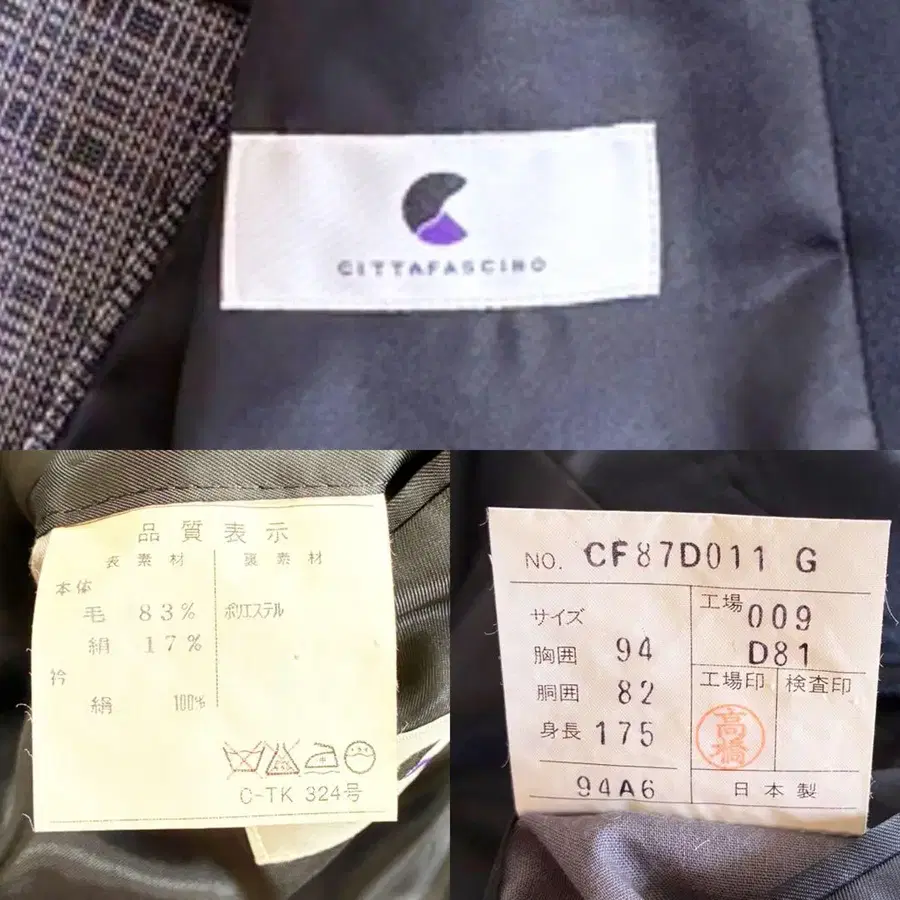 CITTAFASCINO
品質表示
表素材 裏素材
本体
毛 83% ポリエステル
絹 17%
衿
絹 100%
C-TK 324号
NO. CF87D011 G
サイズ
胸囲 94
胴囲 82
身長 175
94A6
工場 009
D81
工場印 検査印
高橋
日本製